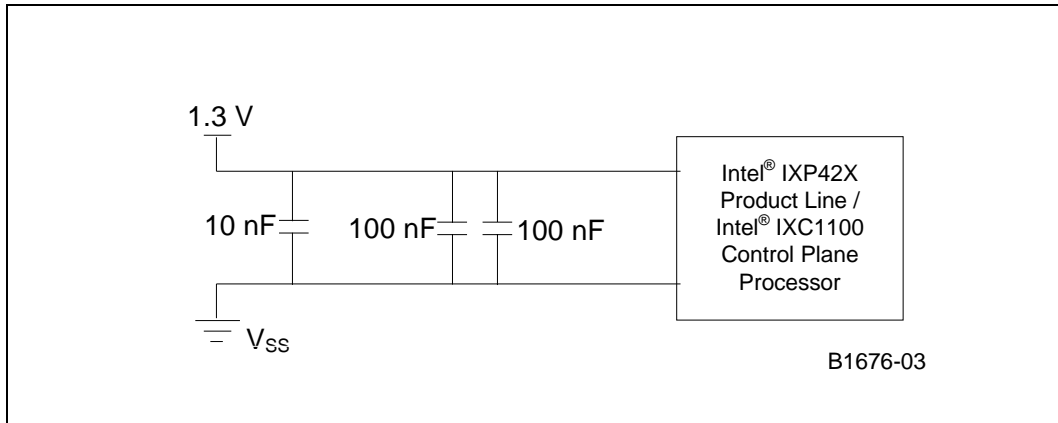 1.3 V
10 nF
100 nF
100 nF
VSS
Intel® IXP42X
Product Line /
Intel® IXC1100
Control Plane
Processor
B1676-03